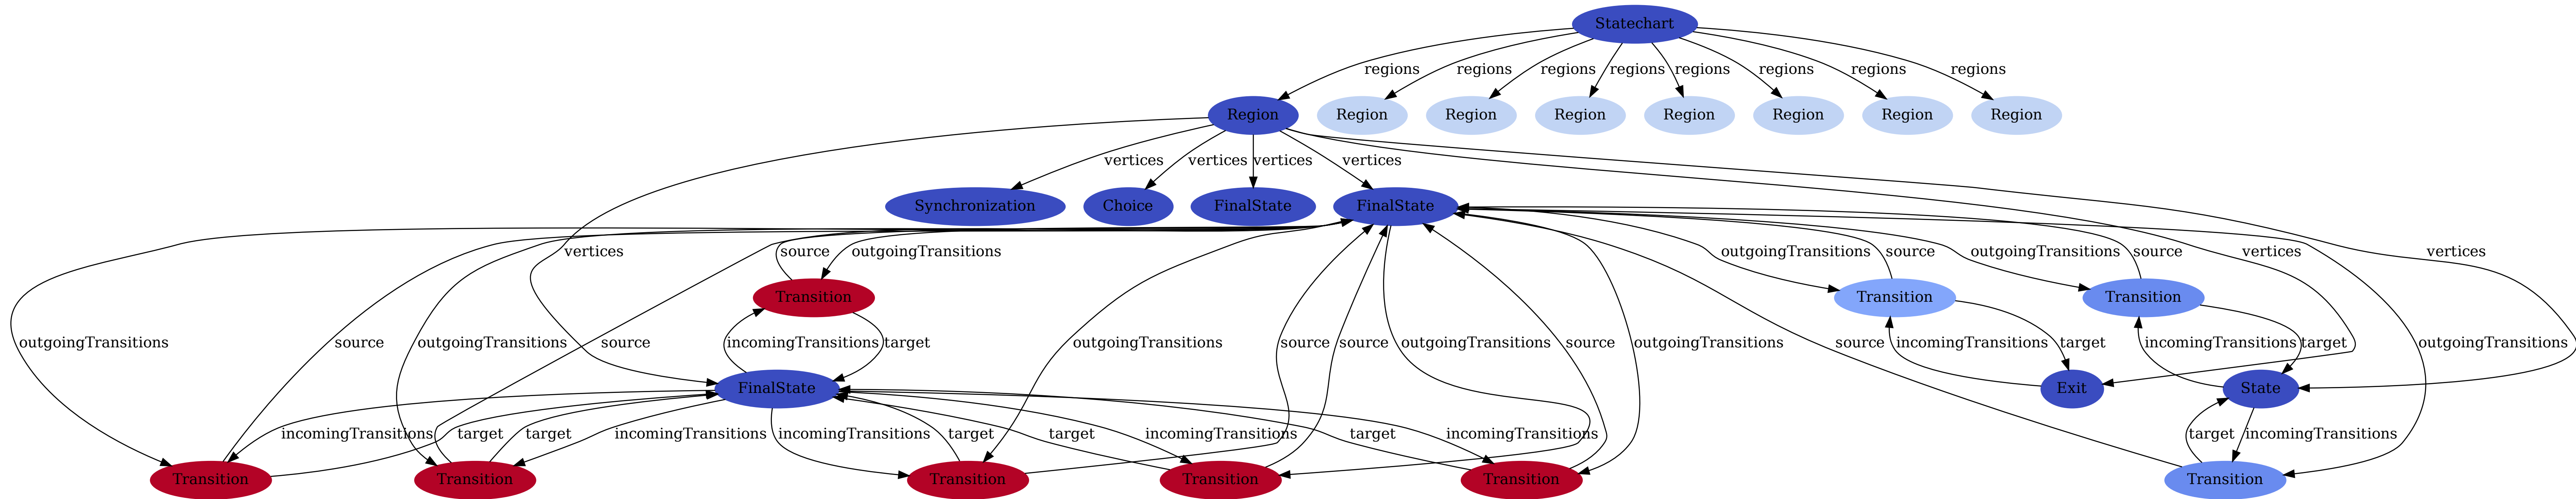 Statechart
regions regions regions regions regions regions regions regions
Region Region Region Region Region Region Region Region
vertices vertices vertices vertices
Synchronization Choice FinalState FinalState
vertices source outgoingTransitions outgoingTransitions source outgoingTransitions source vertices vertices
Transition Transition Transition
outgoingTransitions source outgoingTransitions source incomingTransitions target outgoingTransitions source source outgoingTransitions source outgoingTransitions source incomingTransitions target incomingTransitions target outgoingTransitions
FinalState Exit State
incomingTransitions target target incomingTransitions incomingTransitions target target incomingTransitions target incomingTransitions target incomingTransitions
Transition Transition Transition Transition Transition Transition